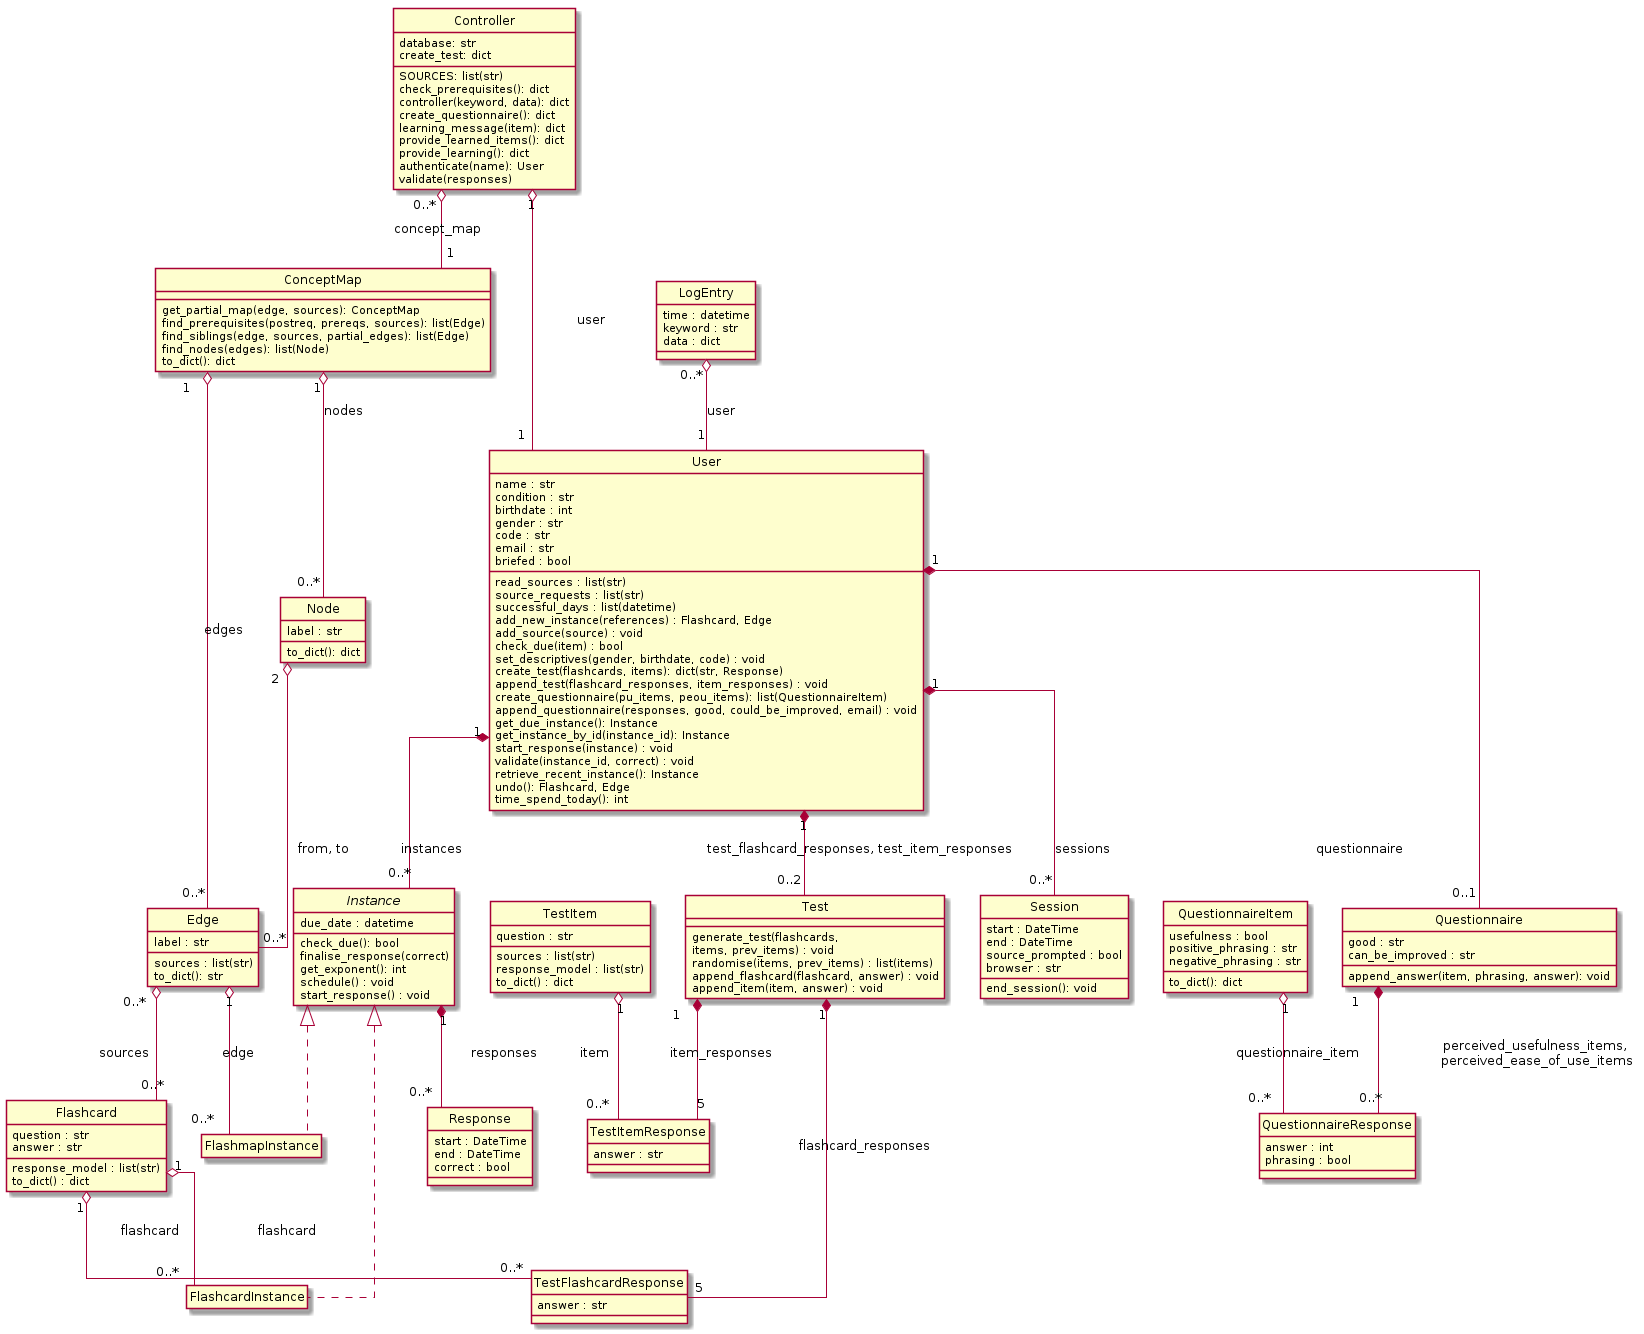 Controller
database: str
create_test: dict
SOURCES: list(str)
check_prerequisites(): dict
controller(keyword, data): dict
create_questionnaire(): dict
learning_message(item): dict
provide_learned_items(): dict
provide_learning(): dict
authenticate(name): User
validate(responses)
0..*
1
concept_map
1
ConceptMap
get_partial_map(edge, sources): ConceptMap
find_prerequisites(postreq, prereqs, sources): list(Edge)
find_siblings(edge, sources, partial_edges): list(Edge)
find_nodes(edges): list(Node)
to_dict(): dict
user
LogEntry
time : datetime
keyword : str
data : dict
0..*
1
1
nodes
user
1
1
User
name : str
condition : str
birthdate : int
gender : str
code : str
email : str
briefed : bool
read_sources : list(str)
source_requests : list(str)
successful_days : list(datetime)
add_new_instance(references) : Flashcard, Edge
add_source(source) : void
check_due(item) : bool
set_descriptives(gender, birthdate, code) : void
create_test(flashcards, items): dict(str, Response)
append_test(flashcard_responses, item_responses) : void
create_questionnaire(pu_items, peou_items): list(QuestionnaireItem)
append_questionnaire(responses, good, could_be_improved, email) : void
get_due_instance(): Instance
get_instance_by_id(instance_id): Instance
start_response(instance) : void
validate(instance_id, correct) : void
retrieve_recent_instance(): Instance
undo(): Flashcard, Edge
time_spend_today(): int
1
1
1
1
0..*
Node
label : str
to_dict(): dict
2
edges
from, to
instances
test_flashcard_responses, test_item_responses
sessions
questionnaire
0..*
0..*
0..2
0..*
0..1
0..*
Edge
label : str
sources : list(str)
to_dict(): str
Instance
due_date : datetime
check_due(): bool
finalise_response(correct)
get_exponent(): int
schedule() : void
start_response() : void
TestItem
question : str
sources : list(str)
response_model : list(str)
to_dict() : dict
Test
generate_test(flashcards,
items, prev_items) : void
randomise(items, prev_items) : list(items)
append_flashcard(flashcard, answer) : void
append_item(item, answer) : void
Session
start : DateTime
end : DateTime
source_prompted : bool
browser : str
end_session(): void
QuestionnaireItem
usefulness : bool
positive_phrasing : str
negative_phrasing : str
to_dict(): dict
Questionnaire
good : str
can_be_improved : str
append_answer(item, phrasing, answer): void
0..*
1
1
1
1
1
1
1
sources
edge
responses
item
item_responses
questionnaire_item
perceived_usefulness_items,
perceived_ease_of_use_items
0..*
0..*
0..*
0..*
5
0..*
0..*
Flashcard
question : str
answer : str
response_model : list(str)
to_dict() : dict
FlashmapInstance
Response
start : DateTime
end : DateTime
correct : bool
TestItemResponse
answer : str
flashcard_responses
QuestionnaireResponse
answer : int
phrasing : bool
1
1
flashcard
flashcard
0..*
0..*
5
FlashcardInstance
TestFlashcardResponse
answer : str